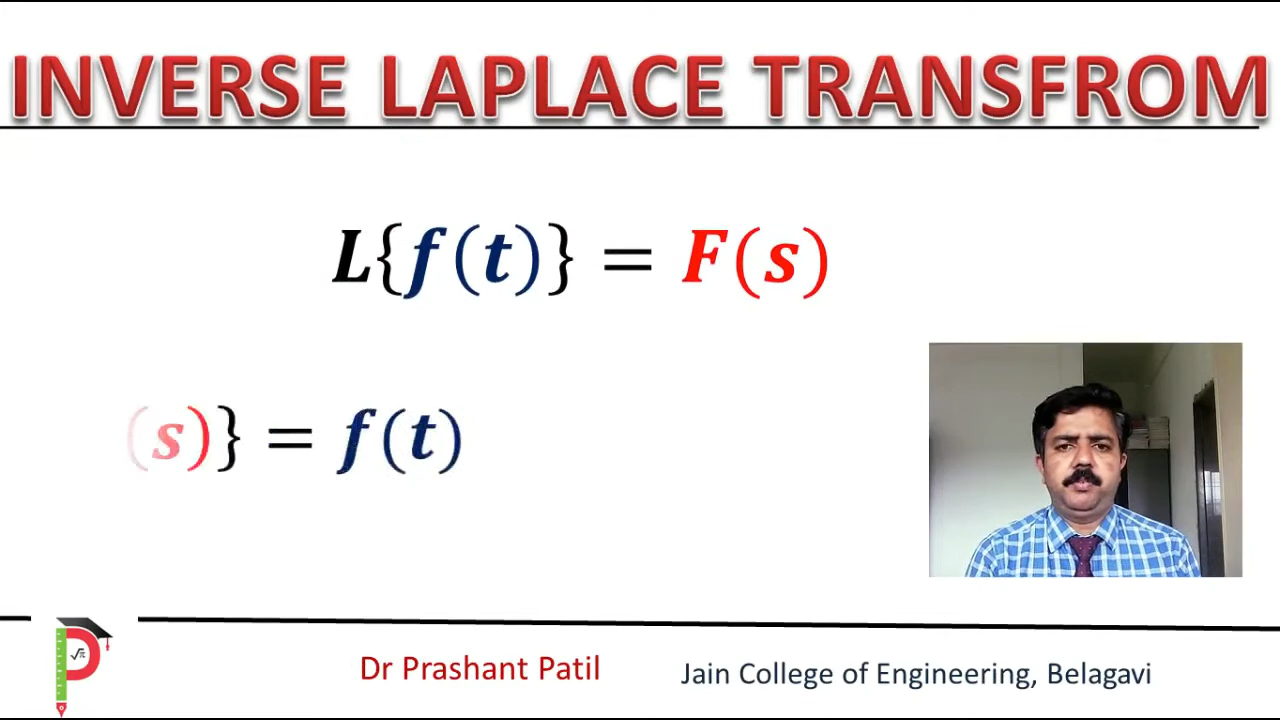 INVERSE LAPLACE TRANSFROM
L{f(t)} = F(s)
(s)} = f(t)
√π
Dr Prashant Patil
Jain College of Engineering, Belagavi